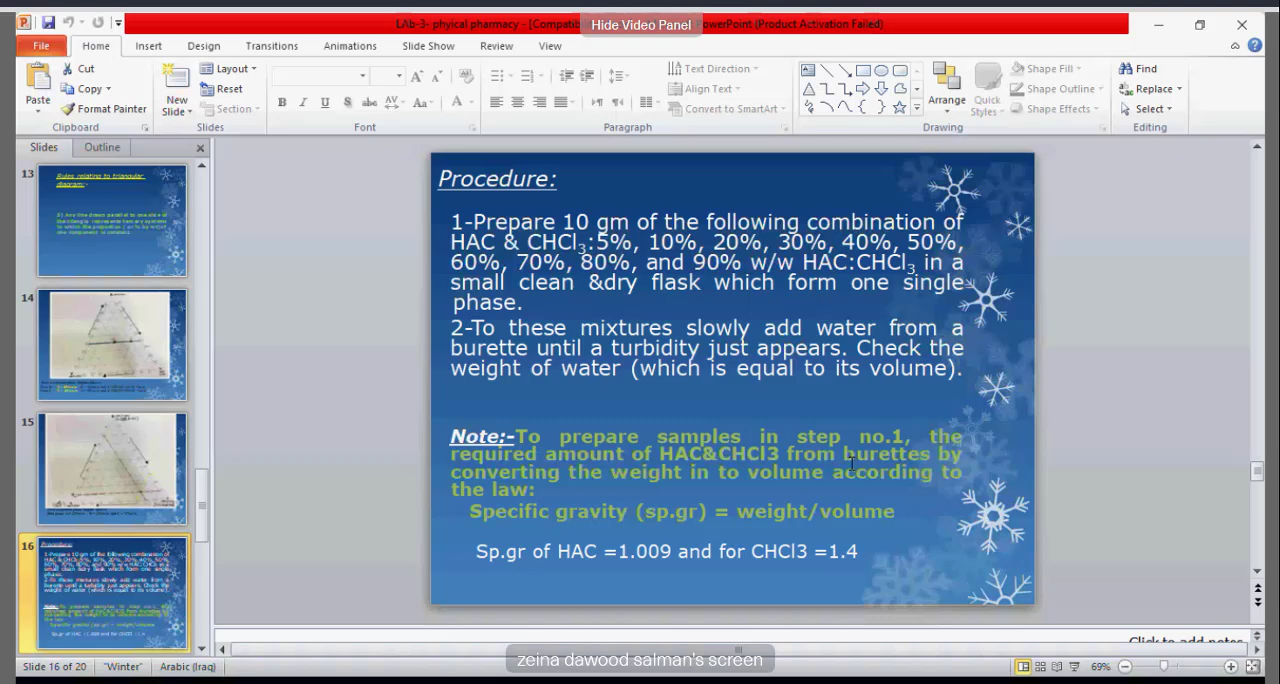 LAb-3- phyical pharmacy - [Compatib
Hide Video Panel
PowerPoint (Product Activation Failed)
File Home Insert Design Transitions Animations Slide Show Review View
Cut
Copy
Format Painter
Paste
Clipboard
New Slide
Layout
Reset
Section
Slides
Font
Paragraph
Text Direction
Align Text
Convert to SmartArt
Arrange
Quick Styles
Shape Fill
Shape Outline
Shape Effects
Drawing
Find
Replace
Select
Editing
Slides Outline
13
Rules relating to triangular
diagram:-
14
15
16
Procedure:
1-Prepare 10 gm of the following combination of
HAC & CHCl3:5%, 10%, 20%, 30%, 40%, 50%,
60%, 70%, 80%, and 90% w/w HAC:CHCl3 in a
small clean &dry flask which form one single
phase.
2-To these mixtures slowly add water from a
burette until a turbidity just appears. Check the
weight of water (which is equal to its volume).
Note:-To prepare samples in step no.1, the
required amount of HAC&CHCl3 from burettes by
converting the weight in to volume according to
the law:
Specific gravity (sp.gr) = weight/volume
Sp.gr of HAC =1.009 and for CHCl3 =1.4
Click to add notes
Slide 16 of 20 "Winter" Arabic (Iraq)
zeina dawood salman's screen
69%